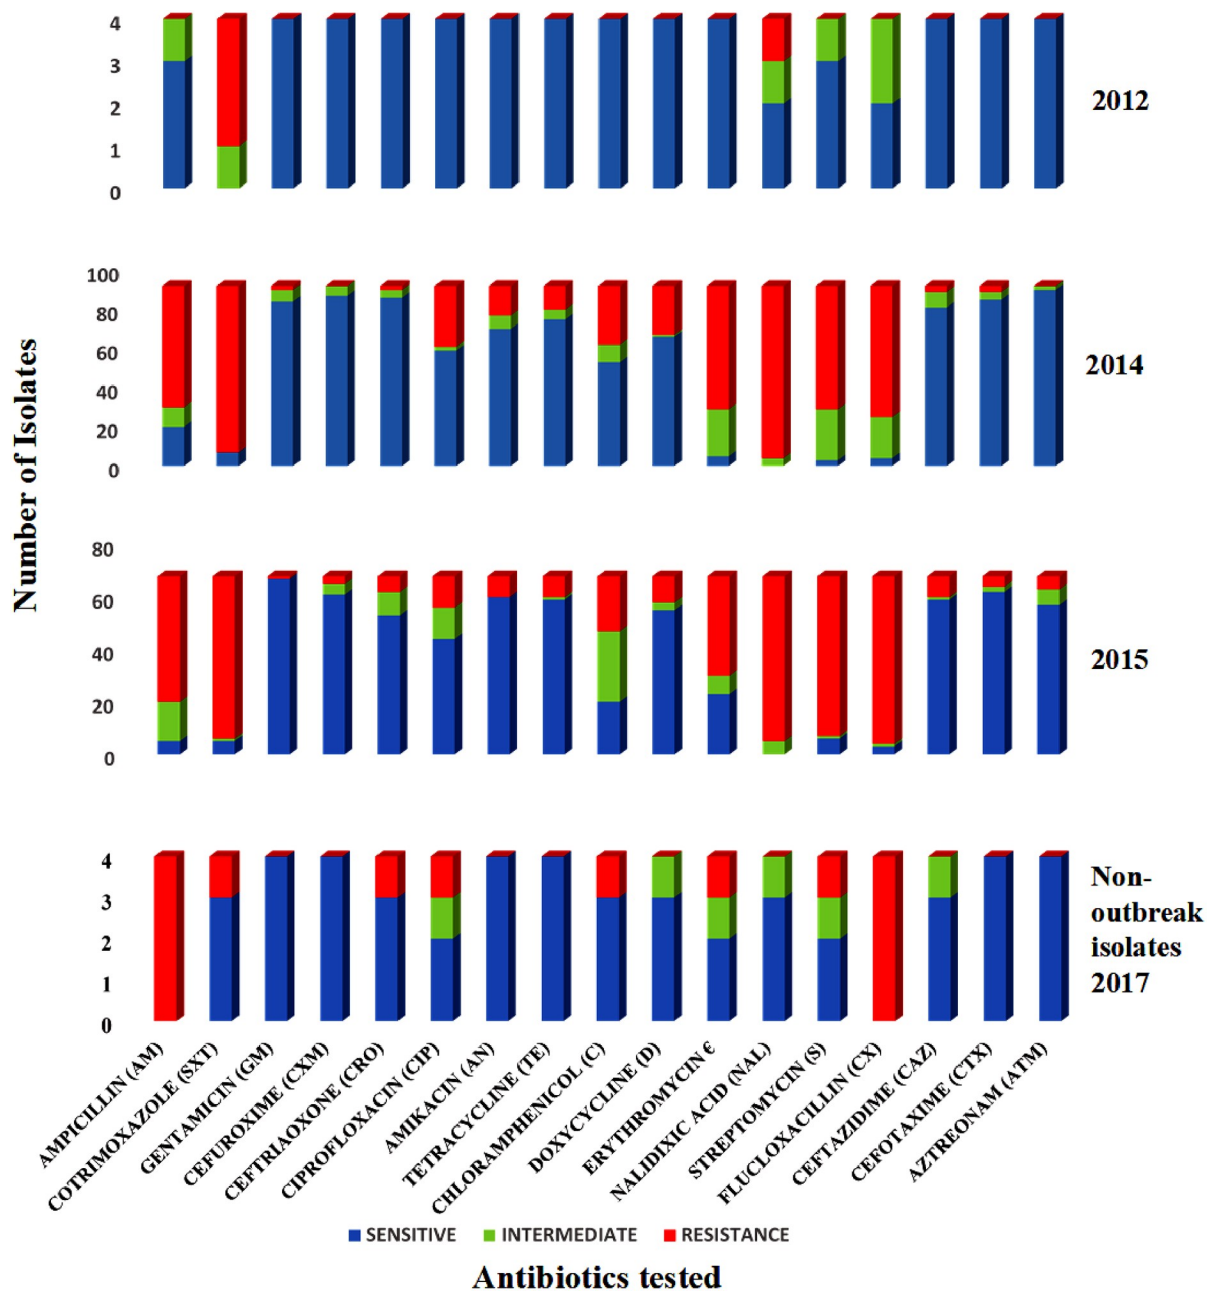 4
3
2
1
0
2012
100
80
60
40
20
0
2014
Number of Isolates
80
60
40
20
0
2015
4
3
2
1
0
Non-
outbreak
isolates
2017
AMPICILLIN (AM)
COTRIMOXAZOLE (SXT)
GENTAMICIN (GM)
CEFUROXIME (CXM)
CEFTRIAOXONE (CRO)
CIPROFLOXACIN (CIP)
AMIKACIN (AN)
TETRACYCLINE (TE)
CHLORAMPHENICOL (C)
DOXYCYCLINE (D)
ERYTHROMYCIN €
NALIDIXIC ACID (NAL)
STREPTOMYCIN (S)
FLUCLOXACILLIN (CX)
CEFTAZIDIME (CAZ)
CEFOTAXIME (CTX)
AZTREONAM (ATM)
SENSITIVE INTERMEDIATE RESISTANCE
Antibiotics tested